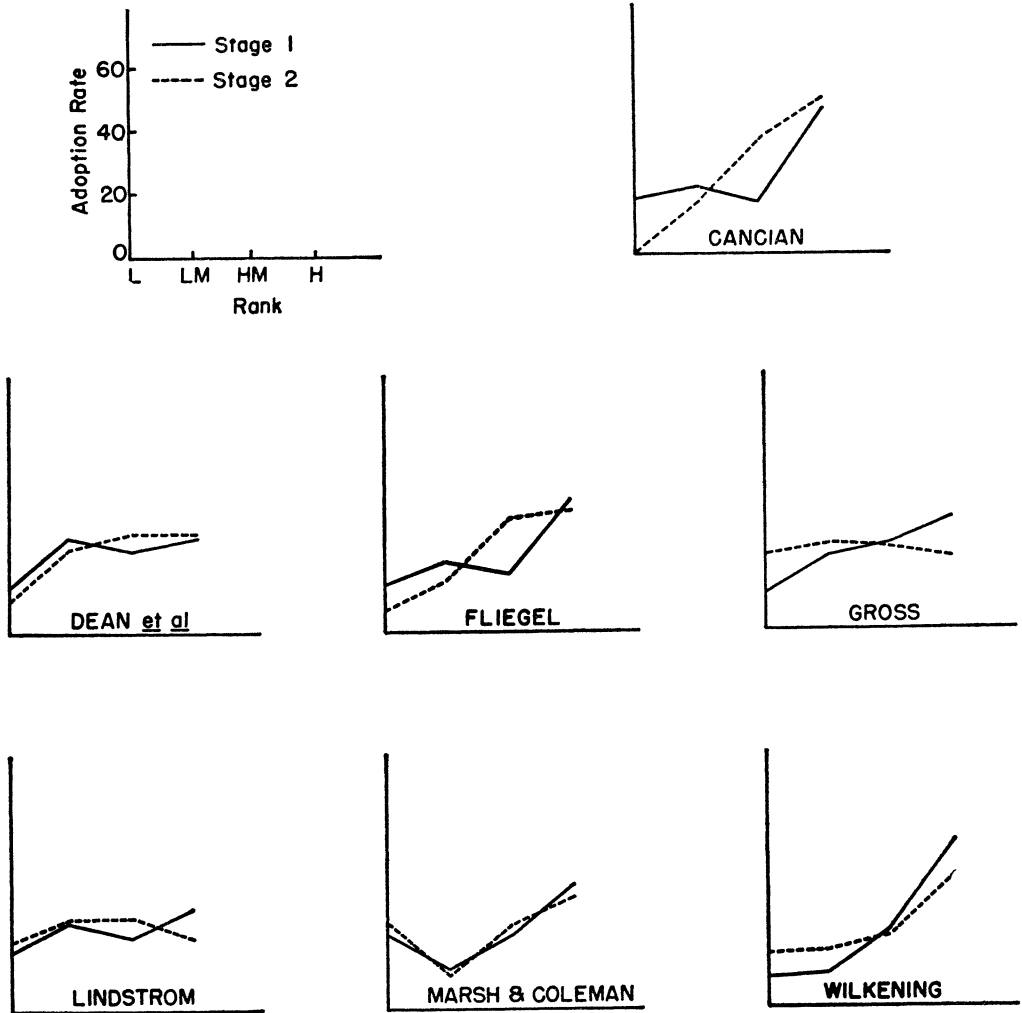 Stage 1
Stage 2
Adoption Rate
60
40
20
0
L LM HM H
Rank
CANCIAN
DEAN et al
FLIEGEL
GROSS
LINDSTROM
MARSH & COLEMAN
WILKENING